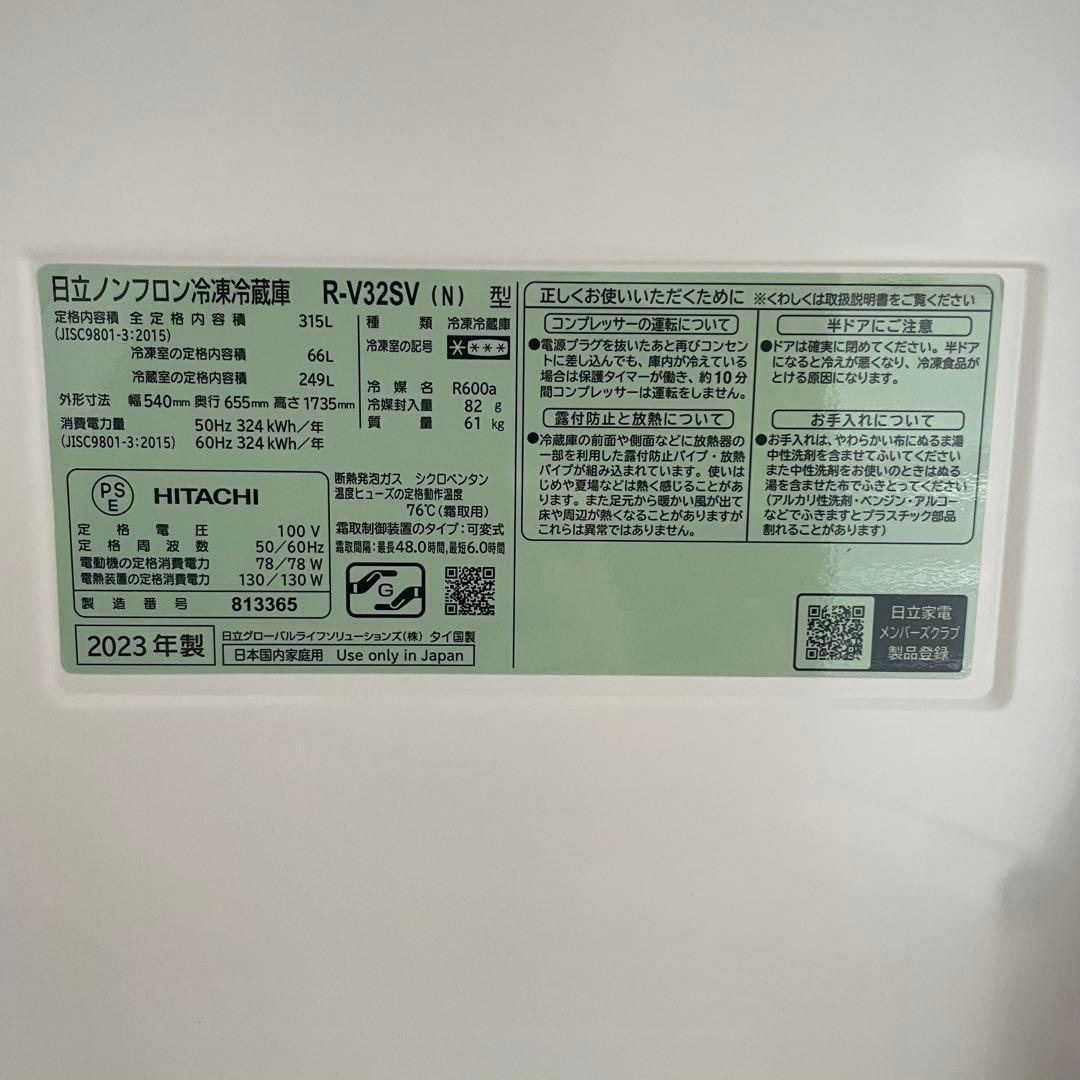 日立ノンフロン冷凍冷蔵庫 R-V32SV (N) 型
定格内容積 全定格内容積 315L
(JISC9801-3:2015)
冷凍室の定格内容積 66L
冷蔵室の定格内容積 249L
外形寸法 幅540mm 奥行655mm 高さ1735mm
消費電力量 50Hz 324 kWh/年
(JISC9801-3:2015) 60Hz 324 kWh/年
種類 冷凍冷蔵庫
冷凍室の記号 ****
冷媒名 R600a
冷媒封入量 82 g
質量 61 kg
PSE HITACHI
定格電圧 100 V
定格周波数 50/60Hz
電動機の定格消費電力 78/78 W
電熱装置の定格消費電力 130/130 W
製造番号 813365
断熱発泡ガス シクロペンタン
温度ヒューズの定格動作温度
76℃(霜取用)
霜取制御装置のタイプ:可変式
霜取間隔:最長48.0時間,最短6.0時間
G
2023年製
日立グローバルライフソリューションズ(株) タイ国製
日本国内家庭用 Use only in Japan
正しくお使いいただくために ※くわしくは取扱説明書をご覧ください
コンプレッサーの運転について
●電源プラグを抜いたあと再びコンセン
トに差し込んでも、庫内が冷えている
場合は保護タイマーが働き、約10分
間コンプレッサーは運転をしません。
露付防止と放熱について
●冷蔵庫の前面や側面などに放熱器の
一部を利用した露付防止パイプ・放熱
パイプが組み込まれています。使いは
じめや夏場などは熱く感じることがあ
ります。また足元から暖かい風が出て
床や周辺が熱くなることがありますが
これらは異常ではありません。
半ドアにご注意
●ドアは確実に閉めてください。半ドア
になると冷えが悪くなり、冷凍食品が
とける原因になります。
お手入れについて
●お手入れは、やわらかい布にぬるま湯
中性洗剤を含ませてふいてください
また中性洗剤をお使いのときはぬる
湯を含ませた布でふきとってください
(アルカリ性洗剤・ベンジン・アルコー
などでふきますとプラスチック部品
割れることがあります)
日立家電
メンバーズクラブ
製品登録